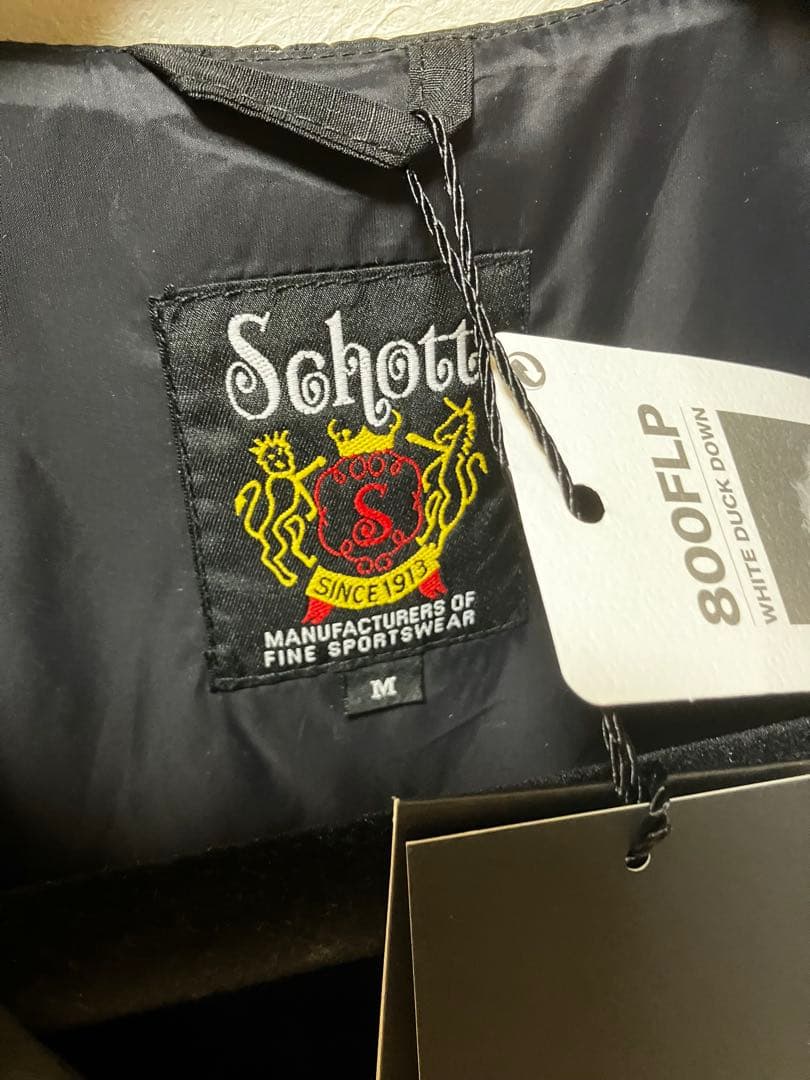 Schott
S
SINCE 1913
MANUFACTURERS OF
FINE SPORTSWEAR
M
800FLP
WHITE DUCK DOWN